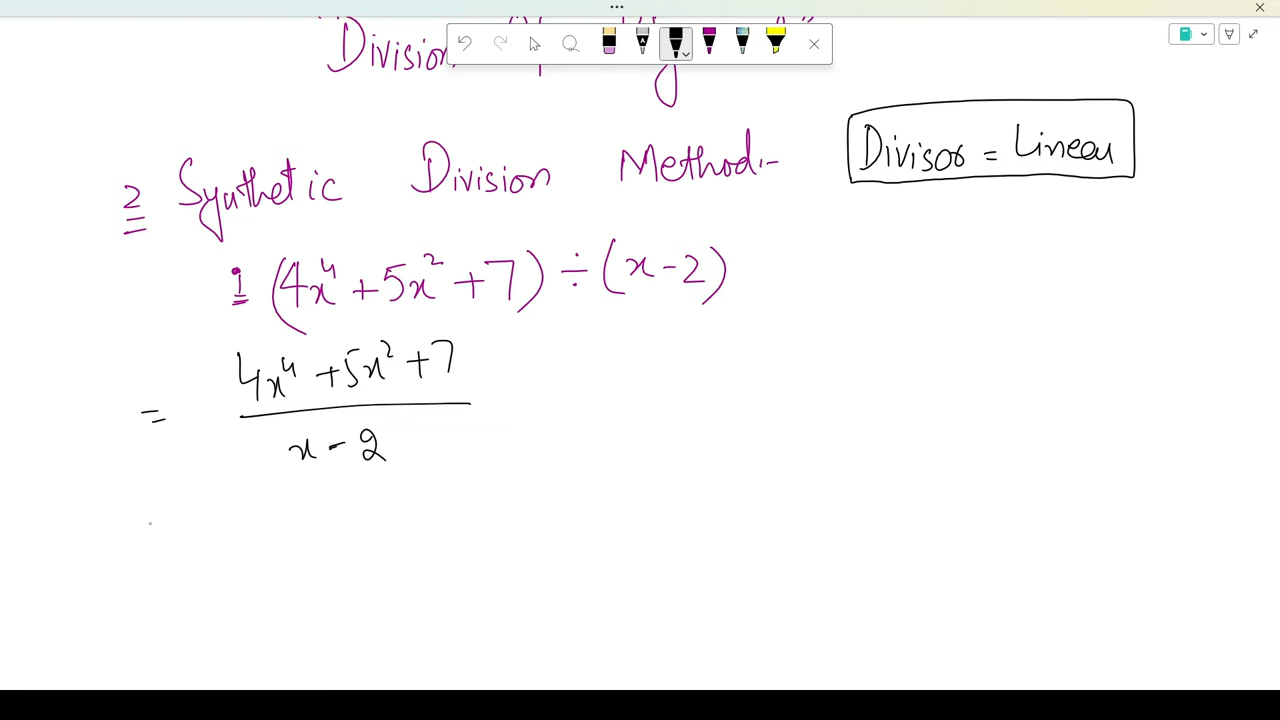 Division
2 Synthetic Division Method:-
Divisor = Linear
i (4x⁴ + 5x² + 7) ÷ (x - 2)
4x⁴ + 5x² + 7
=
x - 2